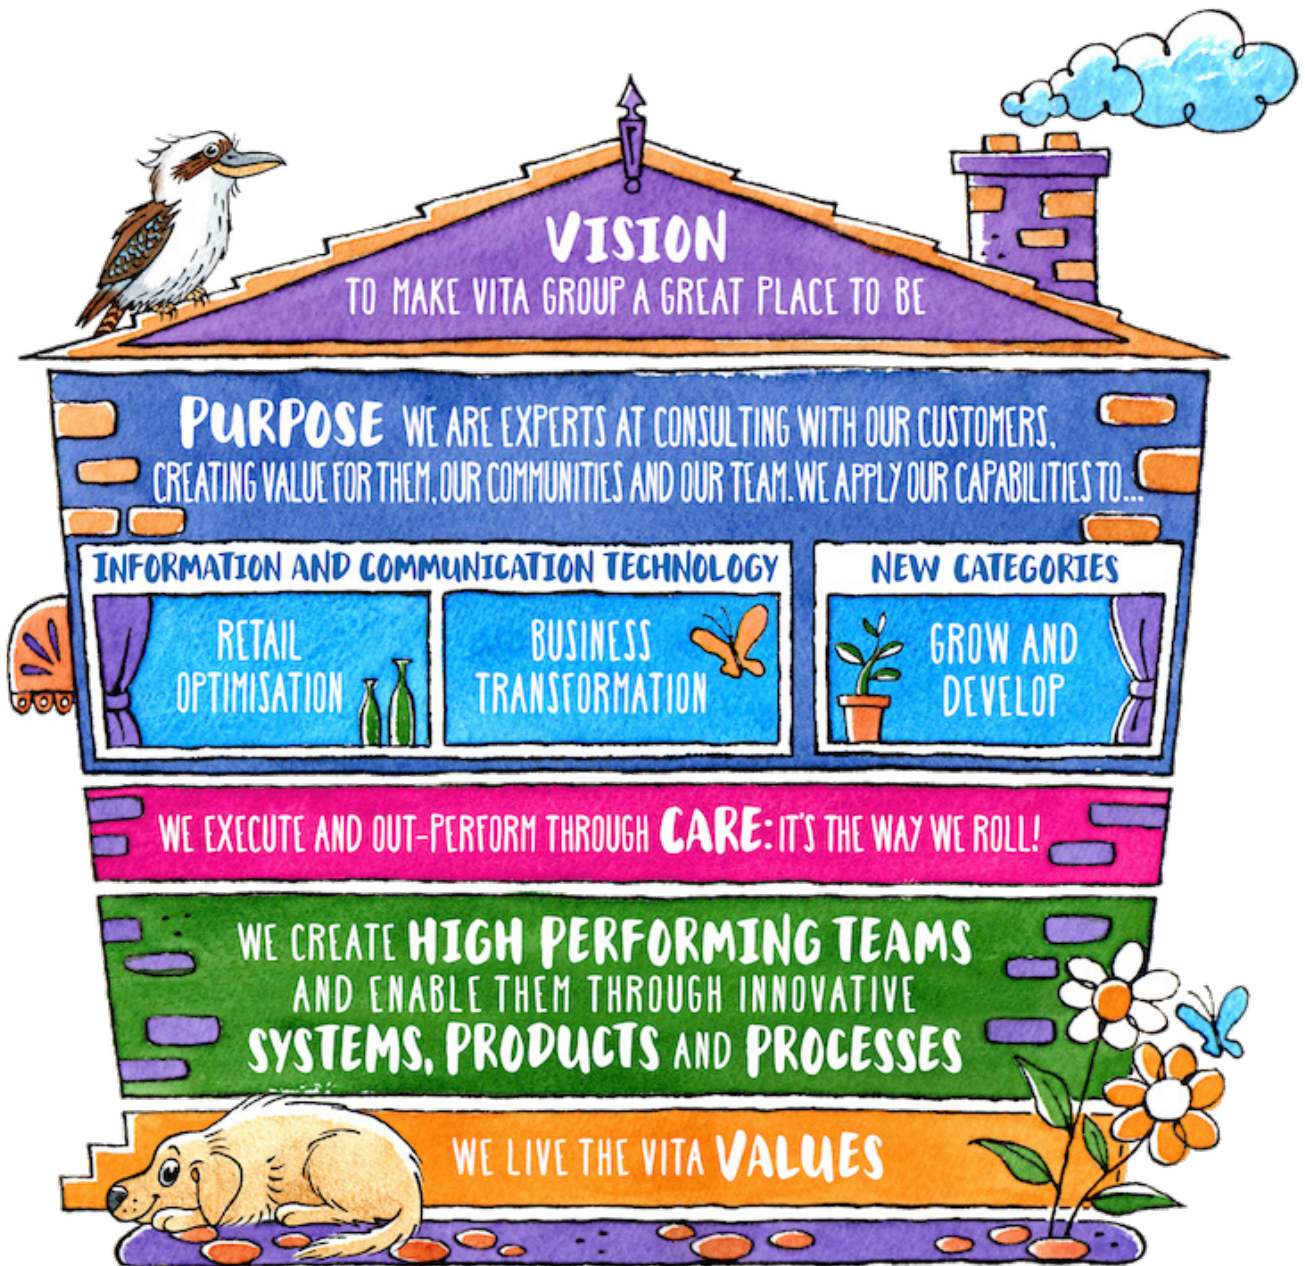 VISION
TO MAKE VITA GROUP A GREAT PLACE TO BE
PURPOSE WE ARE EXPERTS AT CONSULTING WITH OUR CUSTOMERS,
CREATING VALUE FOR THEM, OUR COMMUNITIES AND OUR TEAM. WE APPLY OUR CAPABILITIES TO...
INFORMATION AND COMMUNICATION TECHNOLOGY
RETAIL
OPTIMISATION
BUSINESS
TRANSFORMATION
NEW CATEGORIES
GROW AND
DEVELOP
WE EXECUTE AND OUT-PERFORM THROUGH CARE: IT'S THE WAY WE ROLL!
WE CREATE HIGH PERFORMING TEAMS
AND ENABLE THEM THROUGH INNOVATIVE
SYSTEMS, PRODUCTS AND PROCESSES
WE LIVE THE VITA VALUES